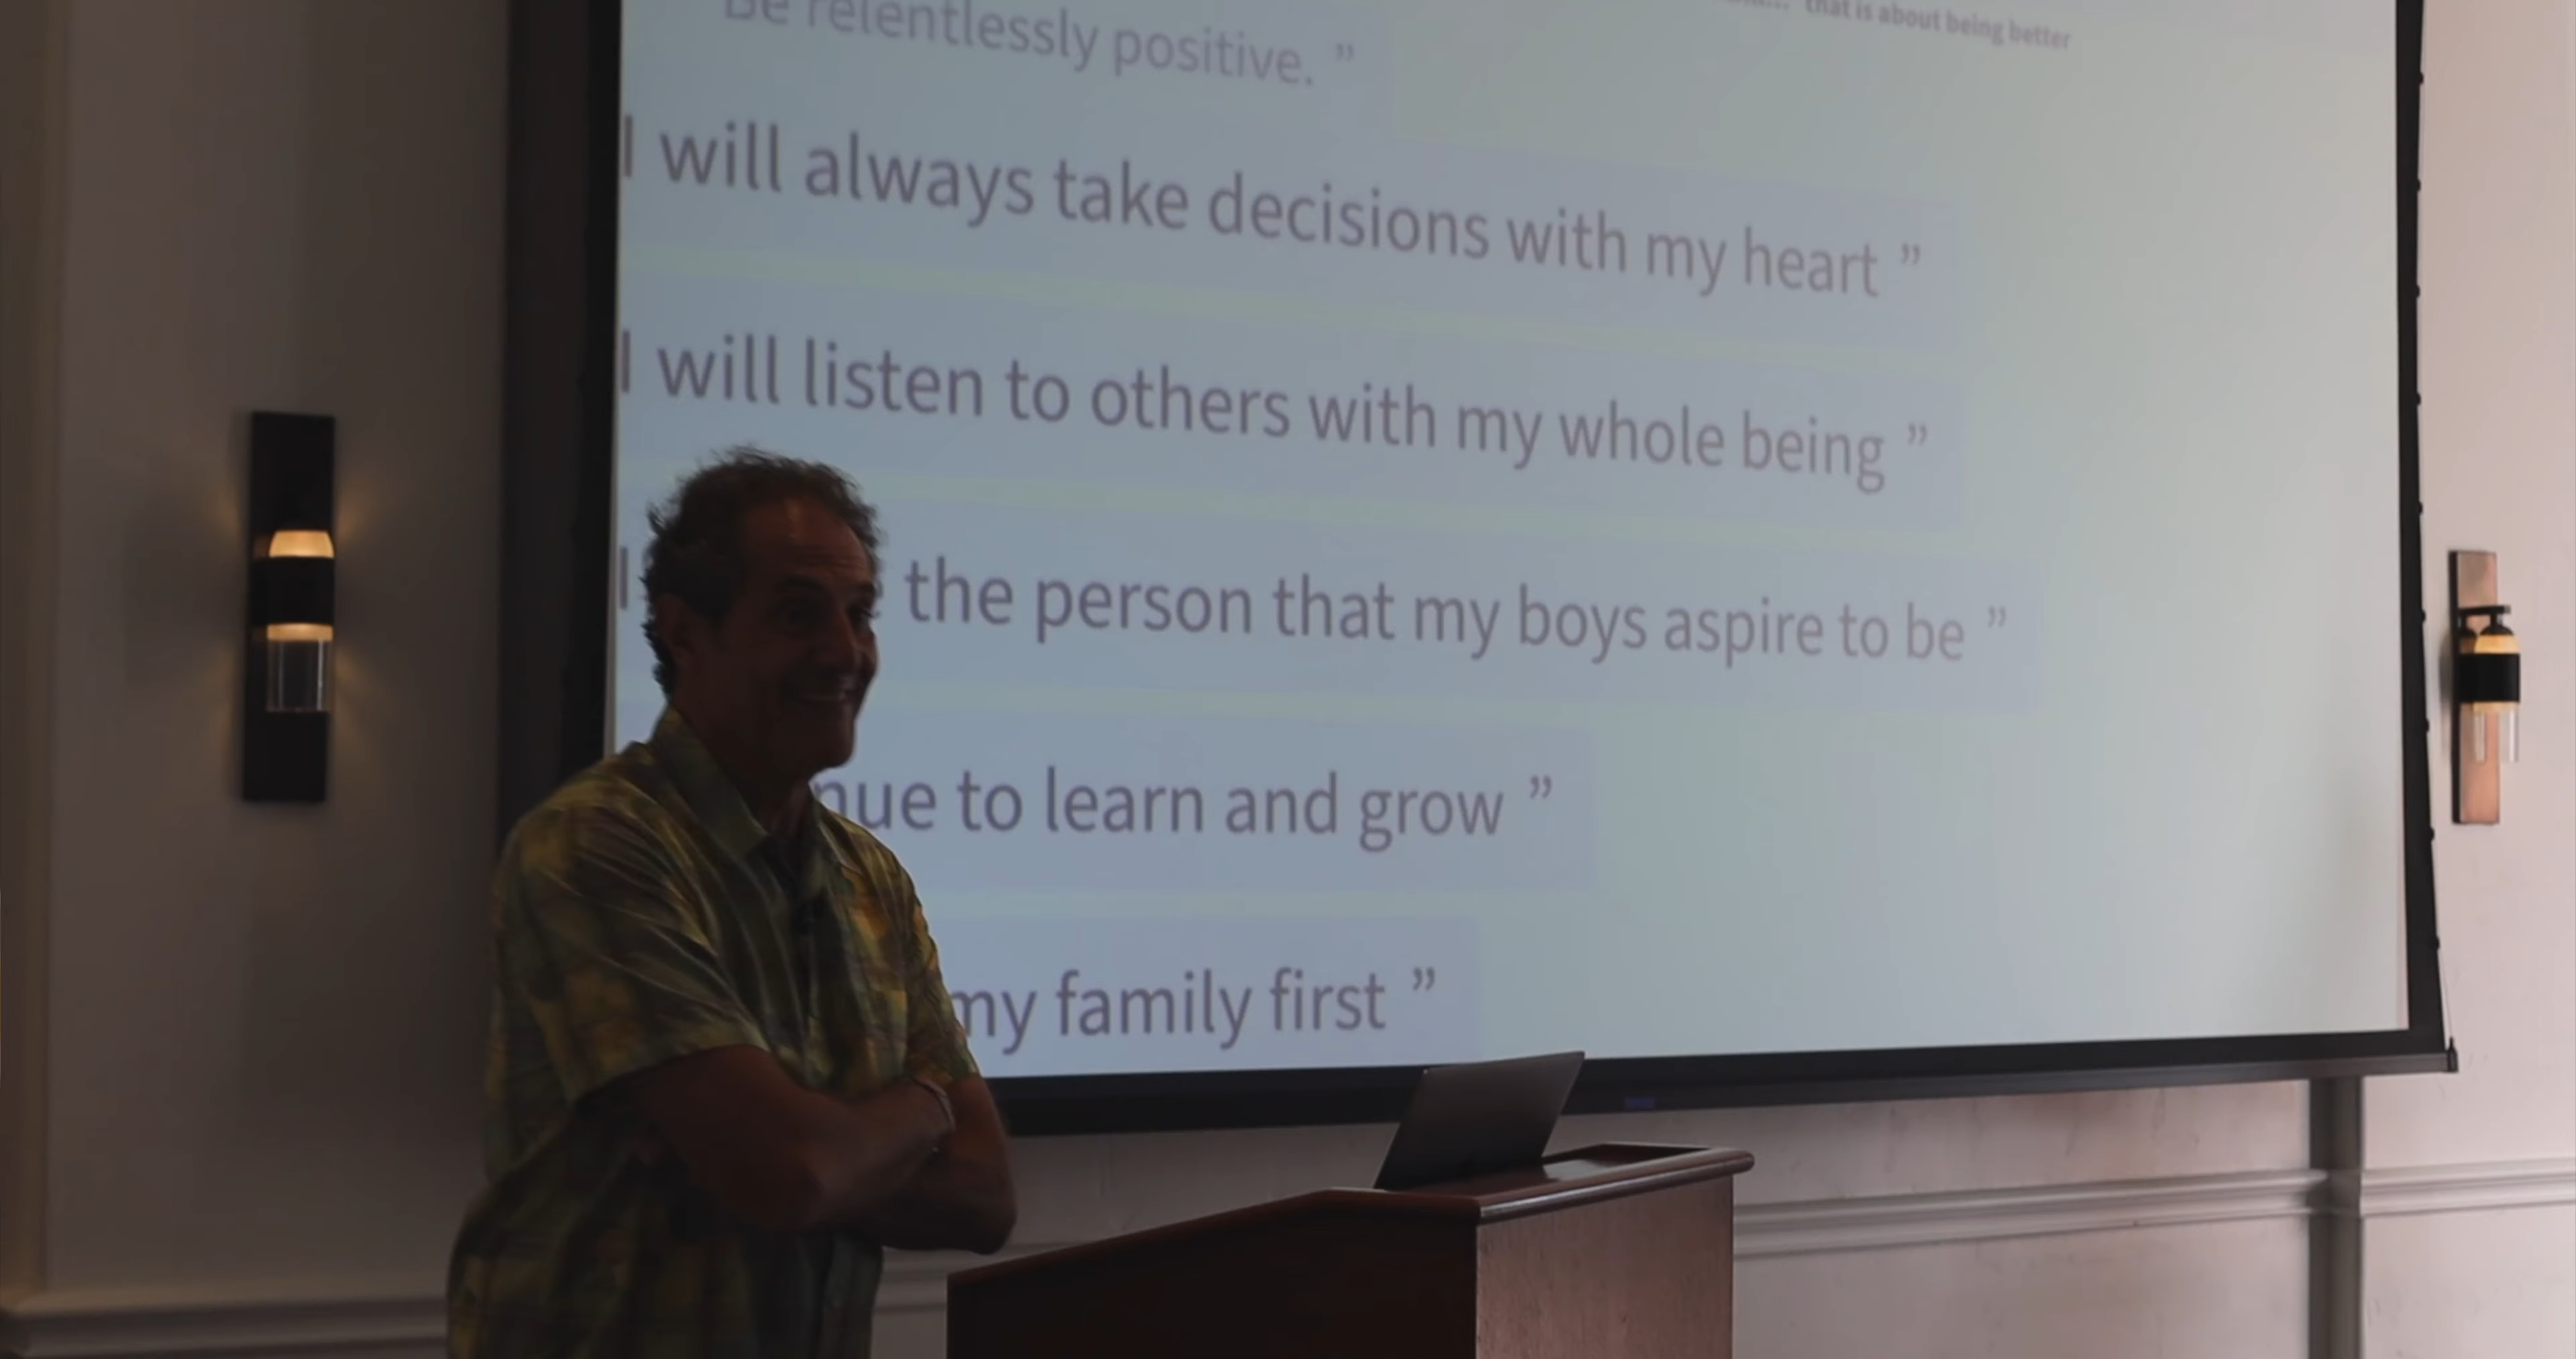 Be relentlessly positive. ”
that is about being better
I will always take decisions with my heart ”
I will listen to others with my whole being ”
I the person that my boys aspire to be ”
to learn and grow ”
my family first ”